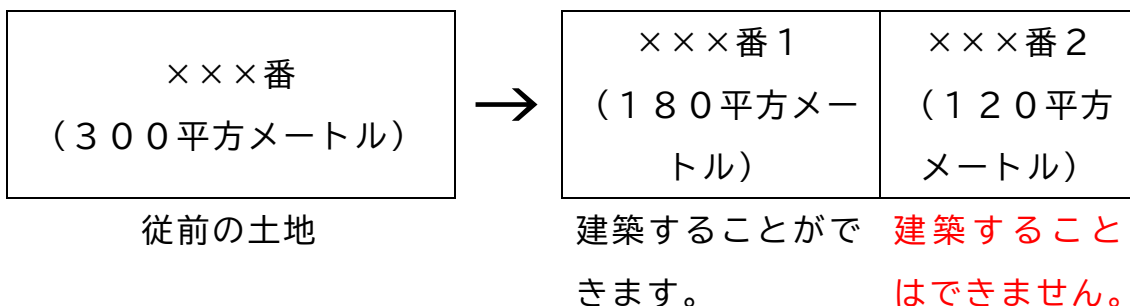 ×××番
(300平方メートル)
従前の土地
→
×××番1
(180平方メー
トル)
建築することがで
きます。
×××番2
(120平方
メートル)
建築すること
はできません。